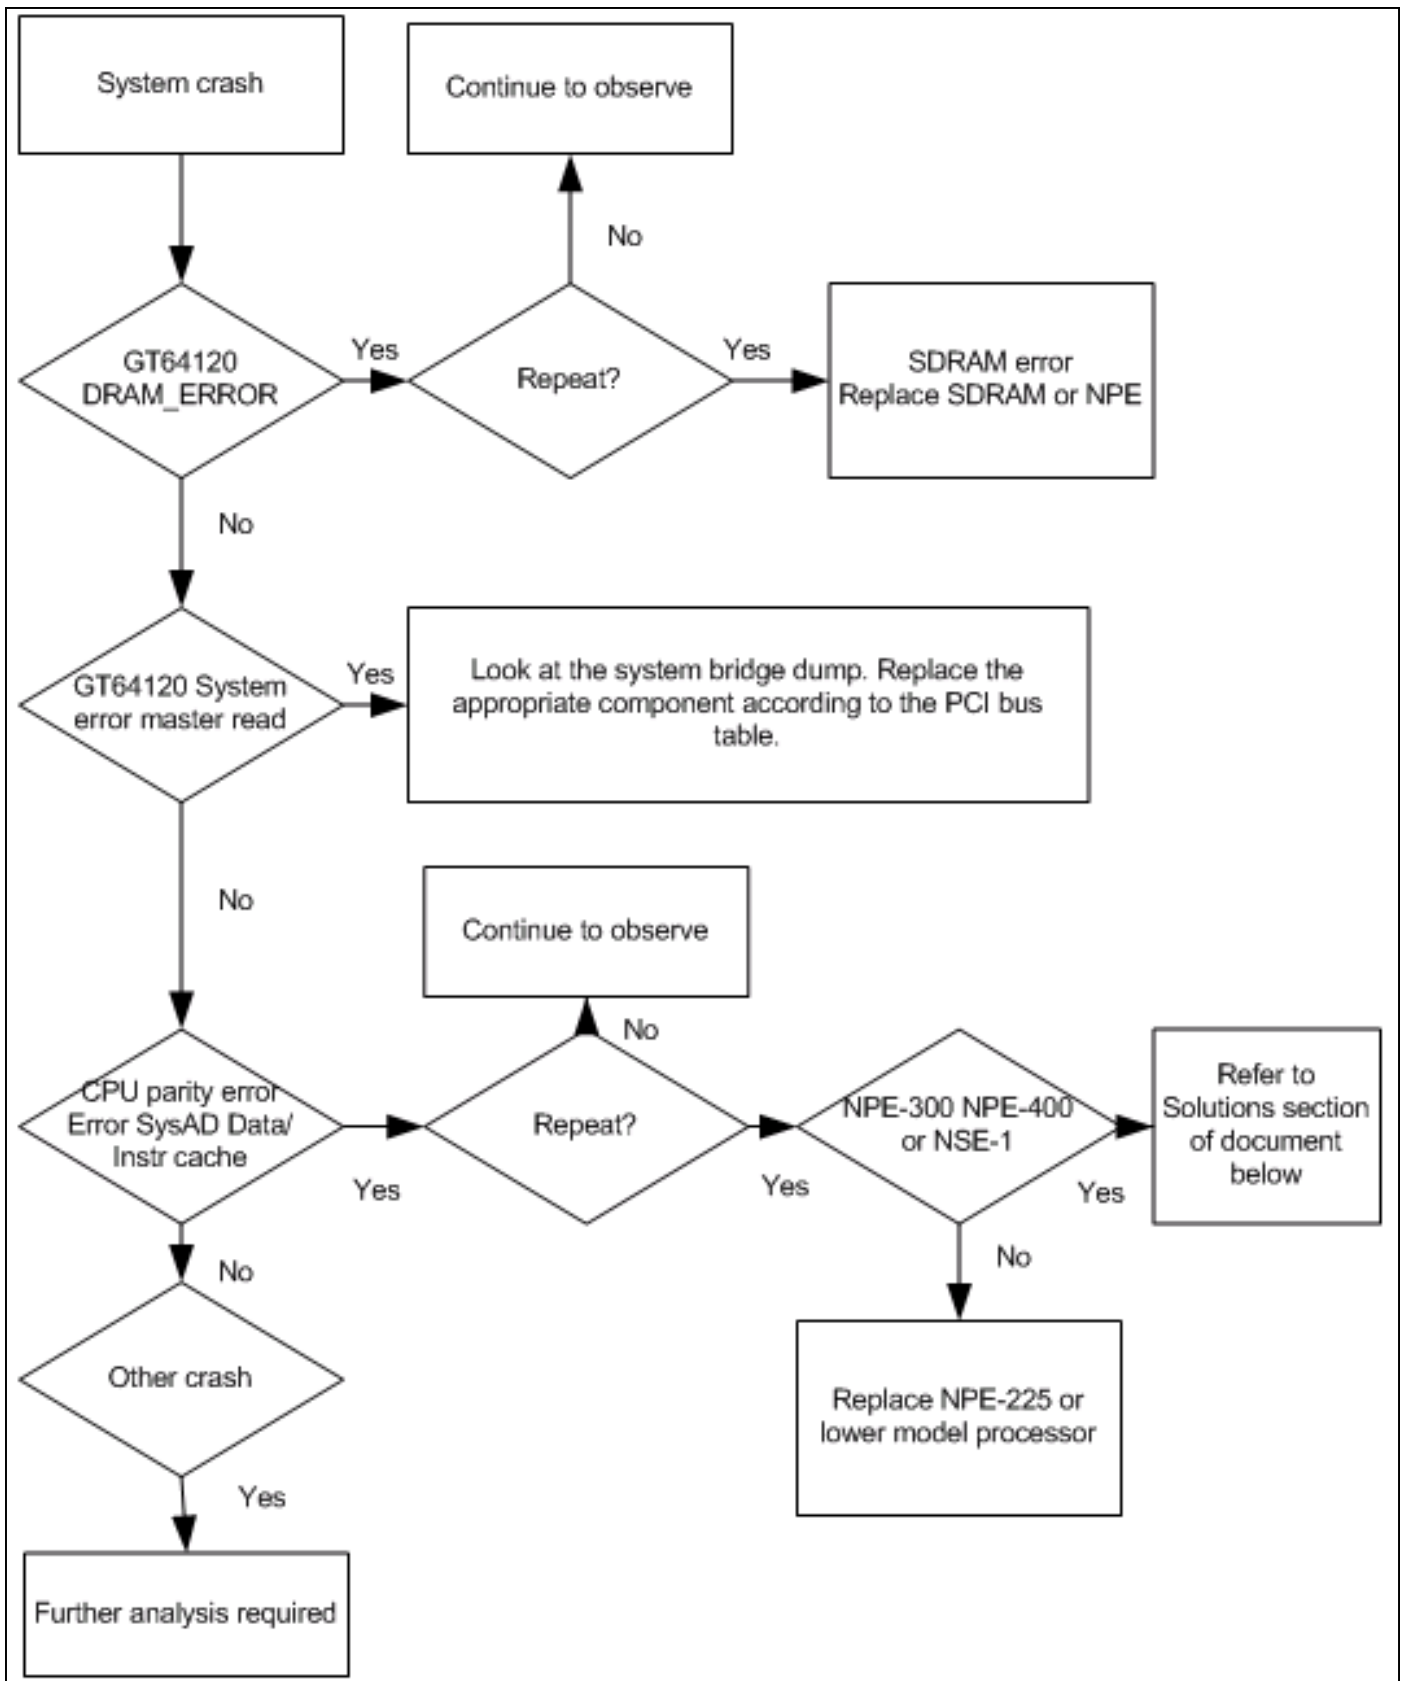 System crash
Continue to observe
No
GT64120
DRAM_ERROR
Yes
Repeat?
Yes
SDRAM error
Replace SDRAM or NPE
No
GT64120 System
error master read
Yes
Look at the system bridge dump. Replace the
appropriate component according to the PCI bus
table.
No
Continue to observe
No
CPU parity error
Error SysAD Data/
Instr cache
Yes
Repeat?
Yes
NPE-300 NPE-400
or NSE-1
Yes
Refer to
Solutions section
of document
below
No
No
Other crash
Replace NPE-225 or
lower model processor
Yes
Further analysis required